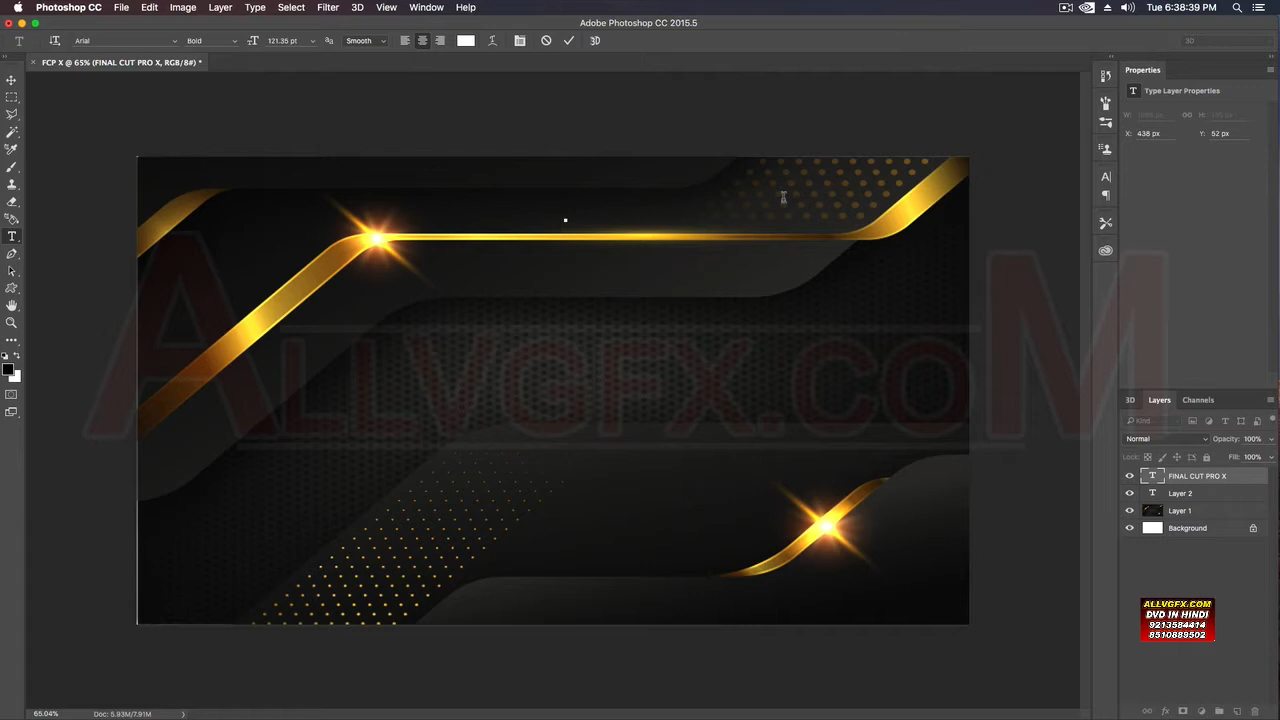 Photoshop CC File Edit Image Layer Type Select Filter 3D View Window Help
Tue 6:38:39 PM
Adobe Photoshop CC 2015.5
Arial Bold 121.35 pt Smooth 3D
3D
FCP X @ 65% (FINAL CUT PRO X, RGB/8#) *
Properties
Type Layer Properties
W: H:
X: 438 px Y: 52 px
ALLVGFX.COM
3D Layers Channels
Kind
Normal Opacity: 100%
Lock: Fill: 100%
FINAL CUT PRO X
Layer 2
Layer 1
Background
ALLVGFX.COM
DVD IN HINDI
9213584414
8510889502
65.04% Doc: 5.93M/7.91M